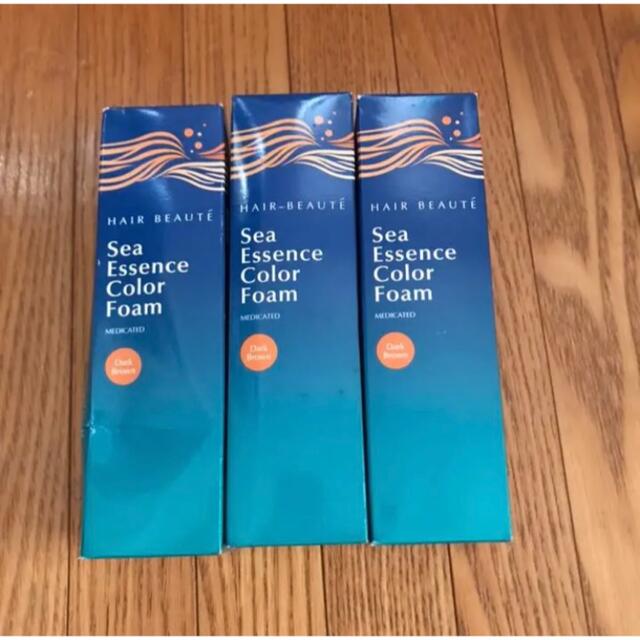 HAIR BEAUTÉ
Sea
Essence
Color
Foam
MEDICATED
Dark
Brown
HAIR-BEAUTÉ
Sea
Essence
Color
Foam
MEDICATED
Dark
Brown
HAIR BEAUTÉ
Sea
Essence
Color
Foam
MEDICATED
Dark
Brown